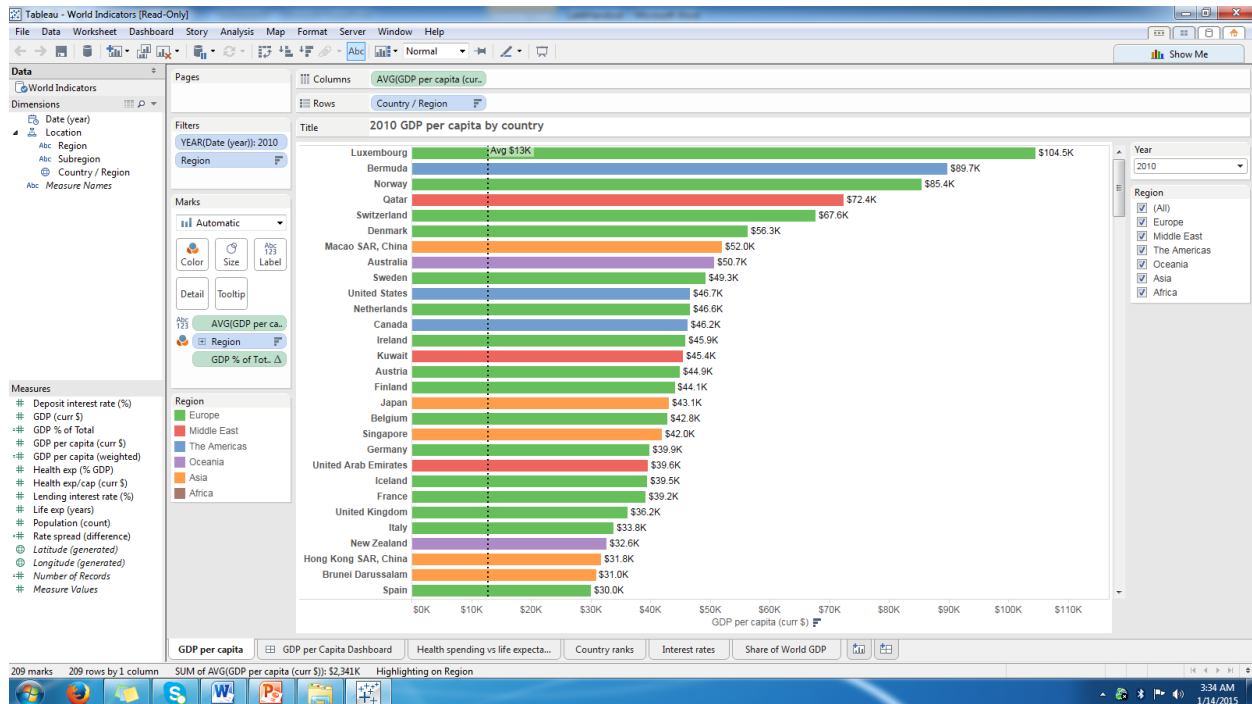 Tableau - World Indicators [Read-Only]
File Data Worksheet Dashboard Story Analysis Map Format Server Window Help
Abc Normal Show Me
Data
World Indicators
Dimensions
Date (year)
Location
Abc Region
Abc Subregion
Country / Region
Abc Measure Names
Measures
# Deposit interest rate (%)
# GDP (curr $)
=# GDP % of Total
# GDP per capita (curr $)
=# GDP per capita (weighted)
# Health exp (% GDP)
# Health exp/cap (curr $)
# Lending interest rate (%)
# Life exp (years)
# Population (count)
=# Rate spread (difference)
Latitude (generated)
Longitude (generated)
=# Number of Records
# Measure Values
Pages
Filters
YEAR(Date (year)): 2010
Region
Marks
Automatic
Color Size Abc 123 Label
Detail Tooltip
Abc 123 AVG(GDP per ca..
Region
GDP % of Tot.. Δ
Region
Europe
Middle East
The Americas
Oceania
Asia
Africa
Columns AVG(GDP per capita (cur..
Rows Country / Region
Title 2010 GDP per capita by country
Avg $13K
Luxembourg $104.5K
Bermuda $89.7K
Norway $85.4K
Qatar $72.4K
Switzerland $67.6K
Denmark $56.3K
Macao SAR, China $52.0K
Australia $50.7K
Sweden $49.3K
United States $46.7K
Netherlands $46.6K
Canada $46.2K
Ireland $45.9K
Kuwait $45.4K
Austria $44.9K
Finland $44.1K
Japan $43.1K
Belgium $42.8K
Singapore $42.0K
Germany $39.9K
United Arab Emirates $39.6K
Iceland $39.5K
France $39.2K
United Kingdom $36.2K
Italy $33.8K
New Zealand $32.6K
Hong Kong SAR, China $31.8K
Brunei Darussalam $31.0K
Spain $30.0K
$0K $10K $20K $30K $40K $50K $60K $70K $80K $90K $100K $110K
GDP per capita (curr $)
Year
2010
Region
(All)
Europe
Middle East
The Americas
Oceania
Asia
Africa
GDP per capita GDP per Capita Dashboard Health spending vs life expecta... Country ranks Interest rates Share of World GDP
209 marks 209 rows by 1 column SUM of AVG(GDP per capita (curr $)): $2,341K Highlighting on Region
3:34 AM
1/14/2015